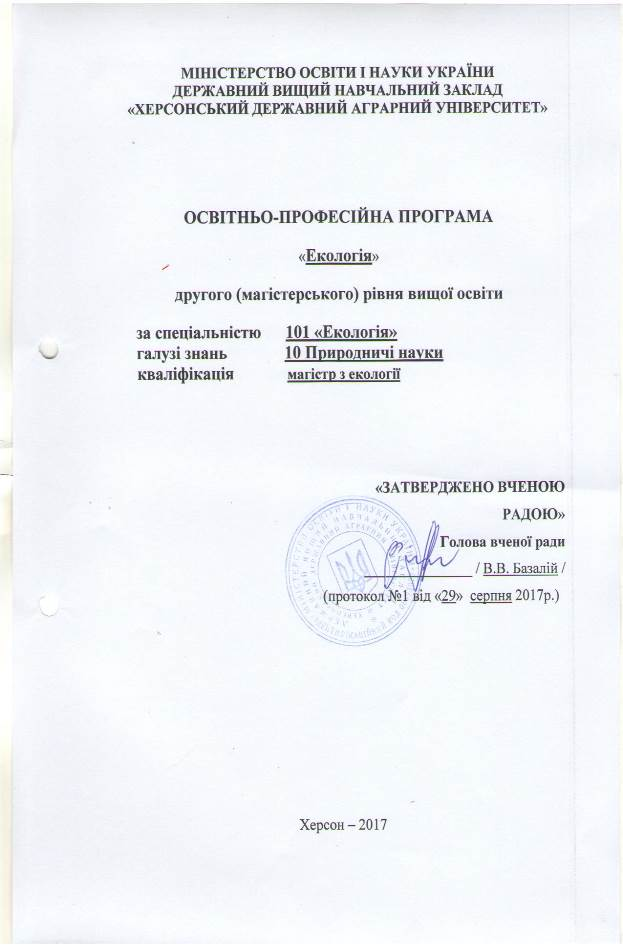 МІНІСТЕРСТВО ОСВІТИ І НАУКИ УКРАЇНИ
ДЕРЖАВНИЙ ВИЩИЙ НАВЧАЛЬНИЙ ЗАКЛАД
«ХЕРСОНСЬКИЙ ДЕРЖАВНИЙ АГРАРНИЙ УНІВЕРСИТЕТ»
ОСВІТНЬО-ПРОФЕСІЙНА ПРОГРАМА
«Екологія»
другого (магістерського) рівня вищої освіти
за спеціальністю 101 «Екологія»
галузі знань 10 Природничі науки
кваліфікація магістр з екології
«ЗАТВЕРДЖЕНО ВЧЕНОЮ
РАДОЮ»
Голова вченої ради
/ В.В. Базалій /
(протокол №1 від «29» серпня 2017р.)
Херсон – 2017